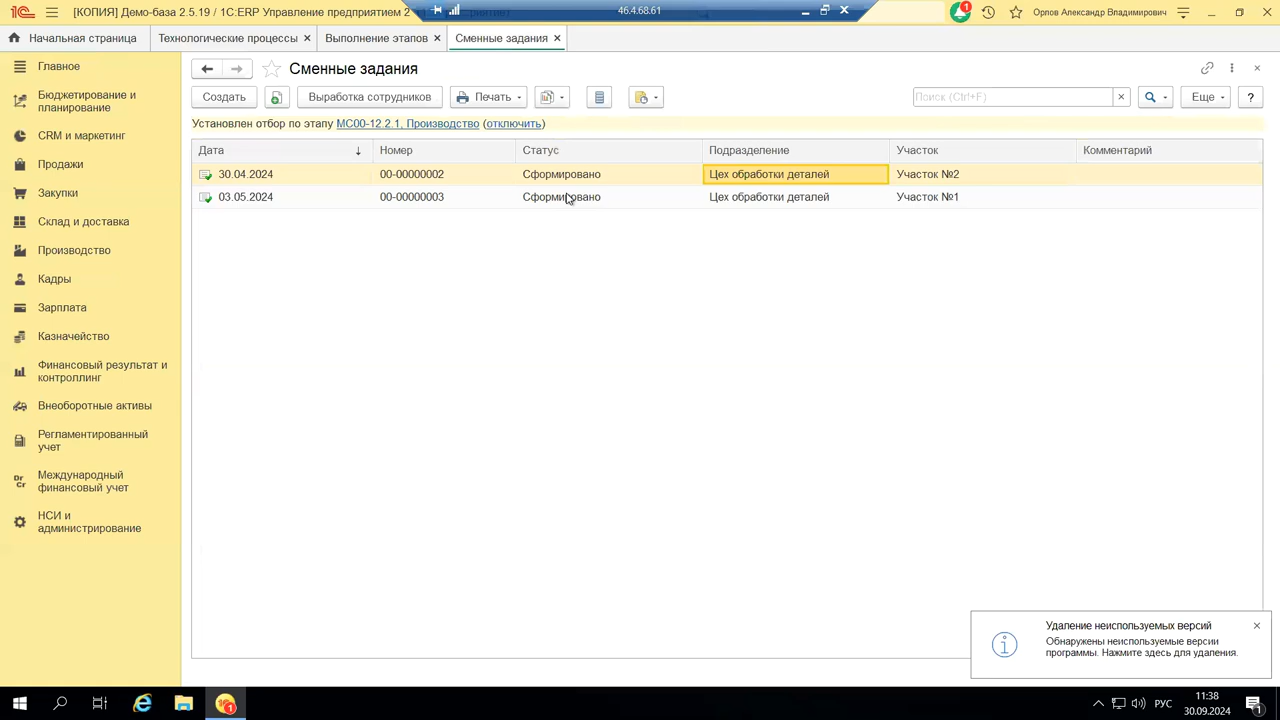 [КОПИЯ] Демо-база 2.5.19 / 1С:ERP Управление предприятием 2
46.4.68.61
1
Орлов Александр Владимирович
Начальная страница
Технологические процессы
Выполнение этапов
Сменные задания
Главное
Бюджетирование и
планирование
CRM и маркетинг
Продажи
Закупки
Склад и доставка
Производство
Кадры
Зарплата
Казначейство
Финансовый результат и
контроллинг
Внеоборотные активы
Регламентированный
учет
Международный
финансовый учет
НСИ и
администрирование
Сменные задания
Создать
Выработка сотрудников
Печать
Поиск (Ctrl+F)
Еще
?
Установлен отбор по этапу МС00-12.2.1, Производство (отключить)
Дата ↓ Номер Статус Подразделение Участок Комментарий
30.04.2024 00-00000002 Сформировано Цех обработки деталей Участок №2
03.05.2024 00-00000003 Сформировано Цех обработки деталей Участок №1
Удаление неиспользуемых версий
Обнаружены неиспользуемые версии
программы. Нажмите здесь для удаления.
РУС
11:38
30.09.2024
1